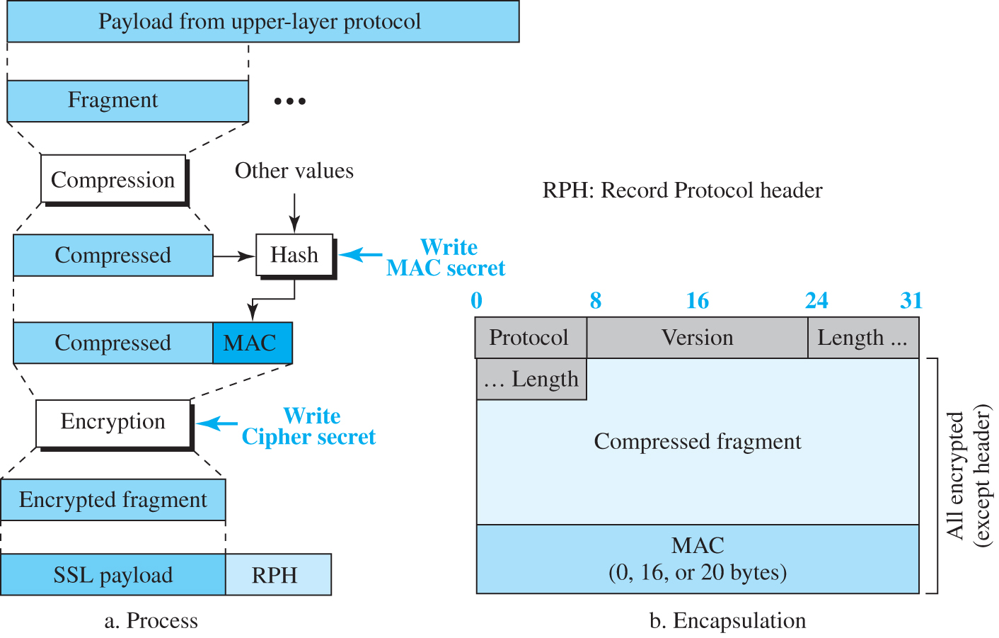 Payload from upper-layer protocol
Fragment
•••
Compression
Other values
RPH: Record Protocol header
Compressed
Hash
Write
MAC secret
Compressed
MAC
Encryption
Write
Cipher secret
Encrypted fragment
SSL payload
RPH
a. Process
0 8 16 24 31
Protocol
Version
Length ...
… Length
Compressed fragment
MAC
(0, 16, or 20 bytes)
All encrypted
(except header)
b. Encapsulation